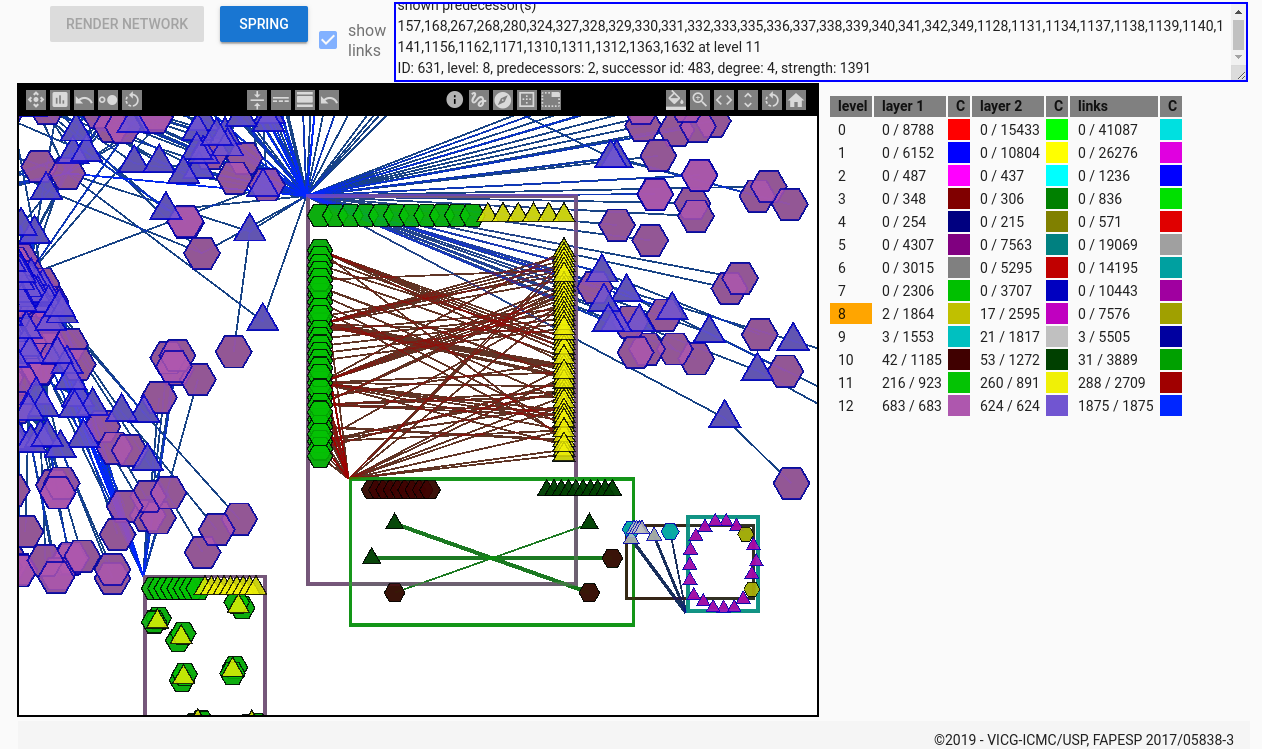 RENDER NETWORK
SPRING
show
links
shown predecessor(s)
157,168,267,268,280,324,327,328,329,330,331,332,333,335,336,337,338,339,340,341,342,349,1128,1131,1134,1137,1138,1139,1140,1
141,1156,1162,1171,1310,1311,1312,1363,1632 at level 11
ID: 631, level: 8, predecessors: 2, successor id: 483, degree: 4, strength: 1391
level layer 1 C layer 2 C links C
0 0 / 8788 0 / 15433 0 / 41087
1 0 / 6152 0 / 10804 0 / 26276
2 0 / 487 0 / 437 0 / 1236
3 0 / 348 0 / 306 0 / 836
4 0 / 254 0 / 215 0 / 571
5 0 / 4307 0 / 7563 0 / 19069
6 0 / 3015 0 / 5295 0 / 14195
7 0 / 2306 0 / 3707 0 / 10443
8 2 / 1864 17 / 2595 0 / 7576
9 3 / 1553 21 / 1817 3 / 5505
10 42 / 1185 53 / 1272 31 / 3889
11 216 / 923 260 / 891 288 / 2709
12 683 / 683 624 / 624 1875 / 1875
©2019 - VICG-ICMC/USP, FAPESP 2017/05838-3